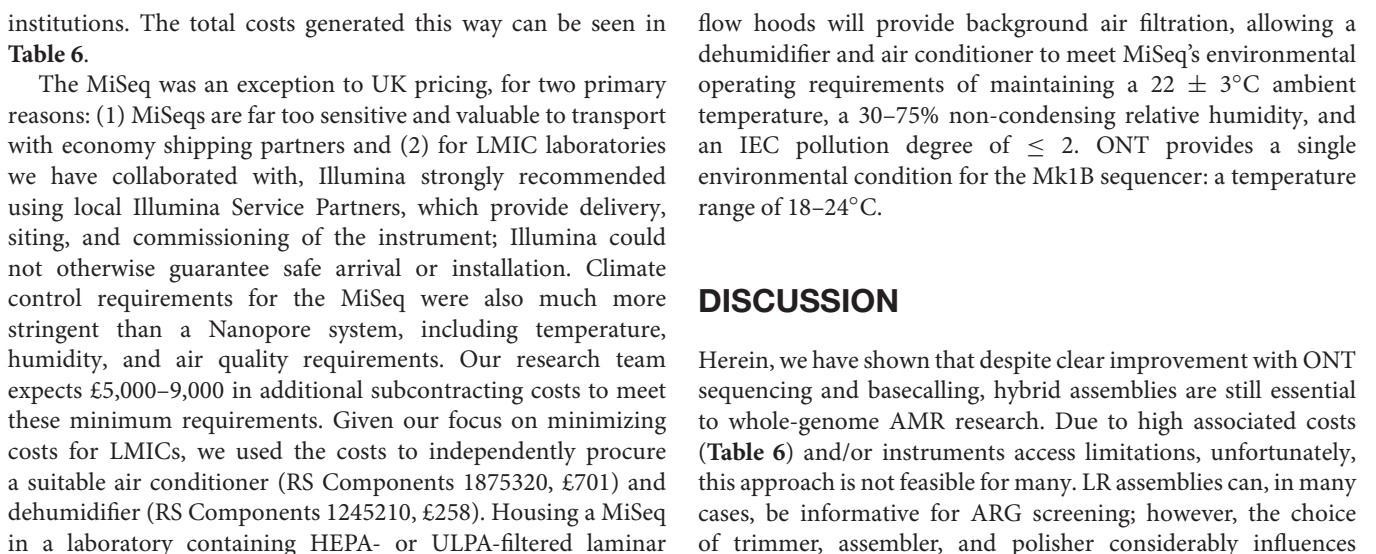 institutions. The total costs generated this way can be seen in
Table 6.
The MiSeq was an exception to UK pricing, for two primary
reasons: (1) MiSeqs are far too sensitive and valuable to transport
with economy shipping partners and (2) for LMIC laboratories
we have collaborated with, Illumina strongly recommended
using local Illumina Service Partners, which provide delivery,
siting, and commissioning of the instrument; Illumina could
not otherwise guarantee safe arrival or installation. Climate
control requirements for the MiSeq were also much more
stringent than a Nanopore system, including temperature,
humidity, and air quality requirements. Our research team
expects £5,000–9,000 in additional subcontracting costs to meet
these minimum requirements. Given our focus on minimizing
costs for LMICs, we used the costs to independently procure
a suitable air conditioner (RS Components 1875320, £701) and
dehumidifier (RS Components 1245210, £258). Housing a MiSeq
in a laboratory containing HEPA- or ULPA-filtered laminar
flow hoods will provide background air filtration, allowing a
dehumidifier and air conditioner to meet MiSeq's environmental
operating requirements of maintaining a 22 ± 3°C ambient
temperature, a 30–75% non-condensing relative humidity, and
an IEC pollution degree of ≤ 2. ONT provides a single
environmental condition for the Mk1B sequencer: a temperature
range of 18–24°C.
DISCUSSION
Herein, we have shown that despite clear improvement with ONT
sequencing and basecalling, hybrid assemblies are still essential
to whole-genome AMR research. Due to high associated costs
(Table 6) and/or instruments access limitations, unfortunately,
this approach is not feasible for many. LR assemblies can, in many
cases, be informative for ARG screening; however, the choice
of trimmer, assembler, and polisher considerably influences